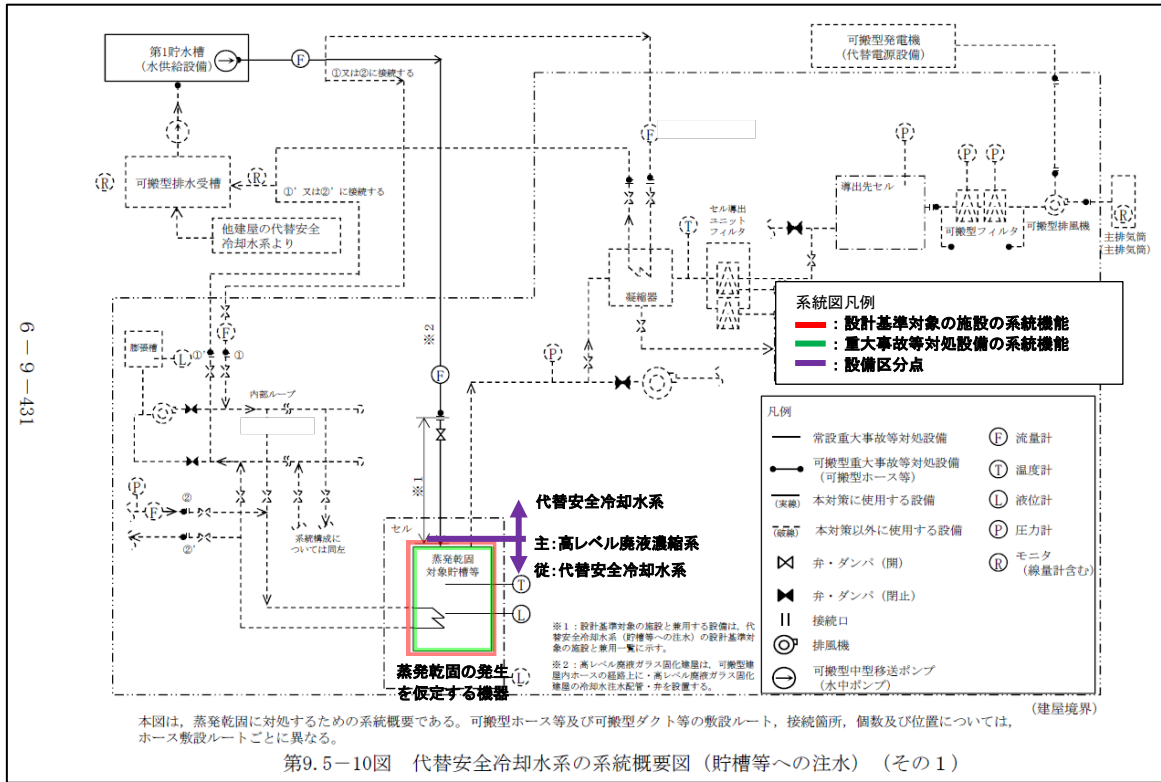 第1貯水槽
(水供給設備)
F
①又は②に接続する
可搬型発電機
(代替電源設備)
F
P
P
P
R
可搬型排水受槽
R
①’又は②’に接続する
他建屋の代替安全
冷却水系より
導出先セル
セル導出
ユニット
フィルタ
T
可搬型フィルタ
可搬型排風機
R
主排気筒
(主排気筒)
凝縮器
系統図凡例
:設計基準対象の施設の系統機能
:重大事故等対処設備の系統機能
:設備区分点
6-9-431
※2
F
膨張槽
L
①’
F
①
P
内部ループ
P
F
②
②’
系統構成に
ついては同左
※1
セル
蒸発乾固
対象貯槽等
T
L
L
代替安全冷却水系
主:高レベル廃液濃縮系
従:代替安全冷却水系
蒸発乾固の発生
を仮定する機器
※1:設計基準対象の施設と兼用する設備は、代
替安全冷却水系(貯槽等への注水)の設計基準対
象の施設と兼用一覧に示す。
※2:高レベル廃液ガラス固化建屋は、可搬型建
屋内ホースの経路上に・高レベル廃液ガラス固化
建屋の冷却水注水配管・弁を設置する。
凡例
常設重大事故等対処設備
可搬型重大事故等対処設備
(可搬型ホース等)
(実線)
本対策に使用する設備
(破線)
本対策以外に使用する設備
弁・ダンパ(開)
弁・ダンパ(閉止)
接続口
排風機
可搬型中型移送ポンプ
(水中ポンプ)
F 流量計
T 温度計
L 液位計
P 圧力計
R モニタ
(線量計含む)
(建屋境界)
本図は,蒸発乾固に対処するための系統概要である。可搬型ホース等及び可搬型ダクト等の敷設ルート,接続箇所,個数及び位置については,
ホース敷設ルートごとに異なる。
第9.5-10図 代替安全冷却水系の系統概要図(貯槽等への注水)(その1)